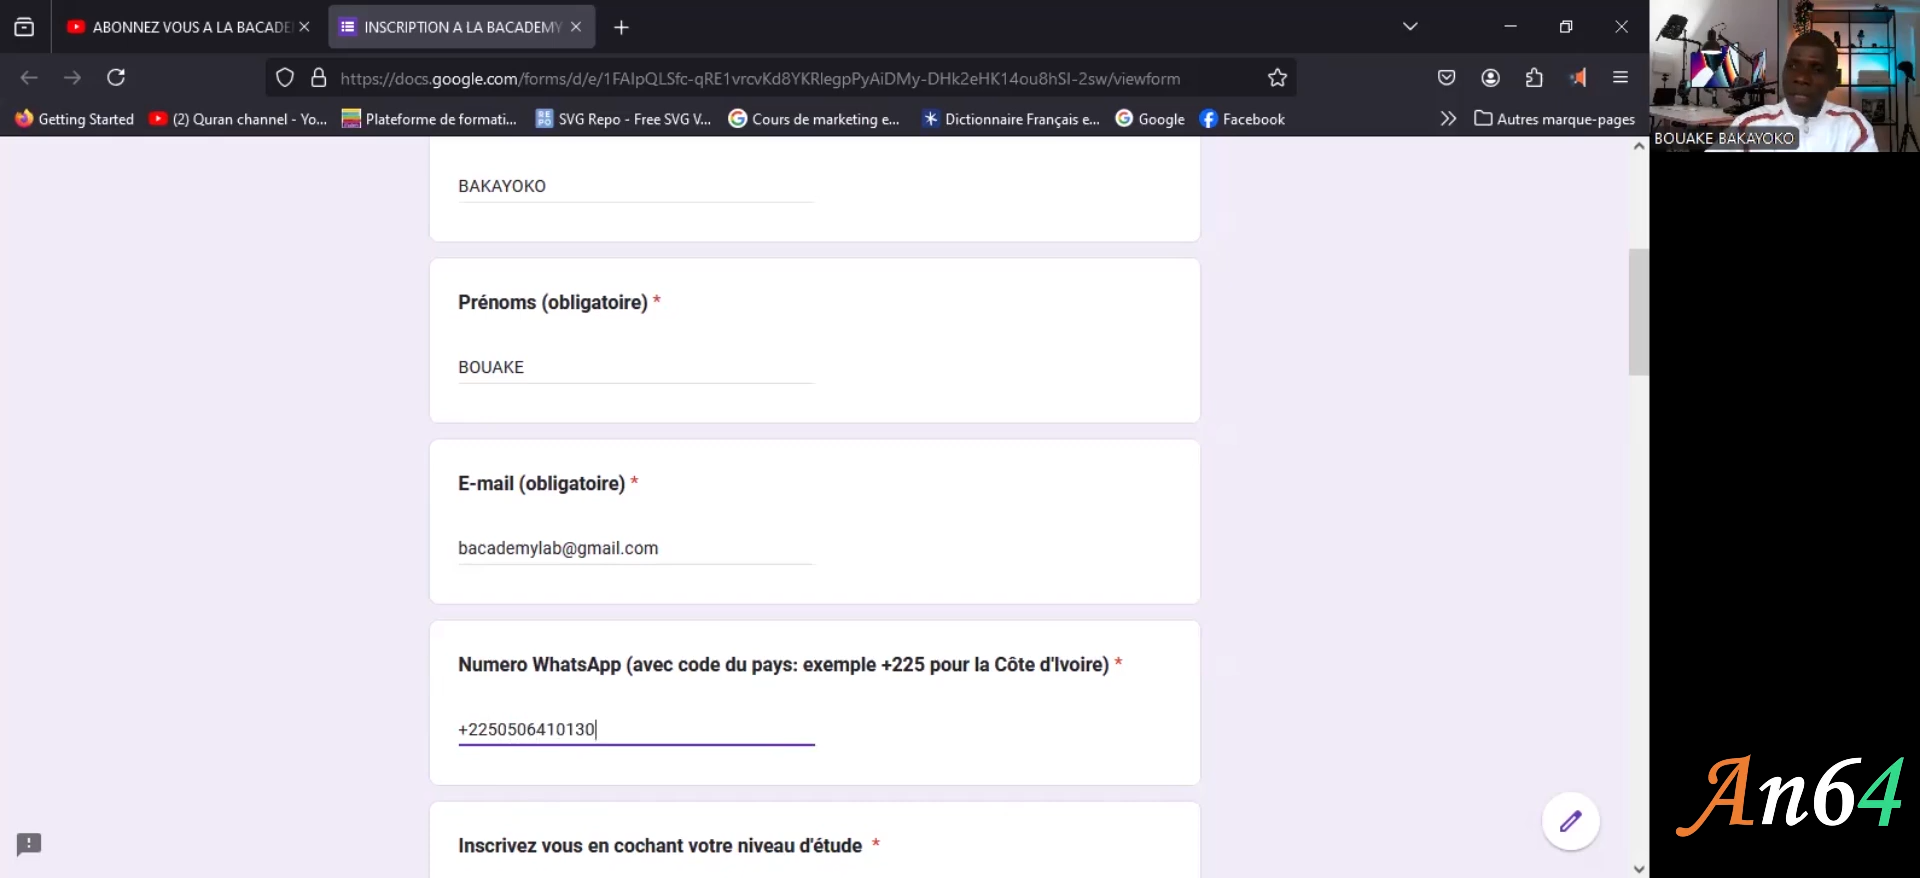 ABONNEZ VOUS A LA BACADE
INSCRIPTION A LA BACADEMY
https://docs.google.com/forms/d/e/1FAIpQLSfc-qRE1vrcvKd8YKRlegpPyAiDMy-DHk2eHK14ou8hSI-2sw/viewform
Getting Started
(2) Quran channel - Yo...
Plateforme de formati...
SVG Repo - Free SVG V...
Cours de marketing e...
Dictionnaire Français e...
Google
Facebook
Autres marque-pages
BOUAKE BAKAYOKO
BAKAYOKO
Prénoms (obligatoire) *
BOUAKE
E-mail (obligatoire) *
bacademylab@gmail.com
Numero WhatsApp (avec code du pays: exemple +225 pour la Côte d'Ivoire) *
+2250506410130
Inscrivez vous en cochant votre niveau d'étude *
An64